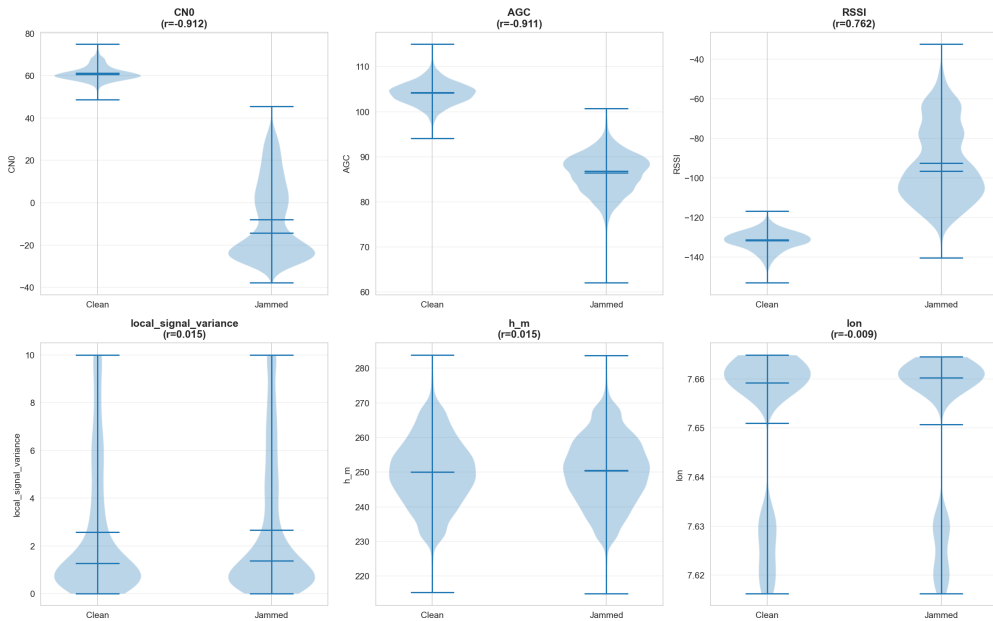 CN0
(r=-0.912)
80
60
40
20
0
−20
−40
CN0
Clean
Jammed
AGC
(r=-0.911)
110
100
90
80
70
60
AGC
Clean
Jammed
RSSI
(r=0.762)
−40
−60
−80
−100
−120
−140
RSSI
Clean
Jammed
local_signal_variance
(r=0.015)
10
8
6
4
2
0
local_signal_variance
Clean
Jammed
h_m
(r=0.015)
280
270
260
250
240
230
220
h_m
Clean
Jammed
lon
(r=-0.009)
7.66
7.65
7.64
7.63
7.62
lon
Clean
Jammed